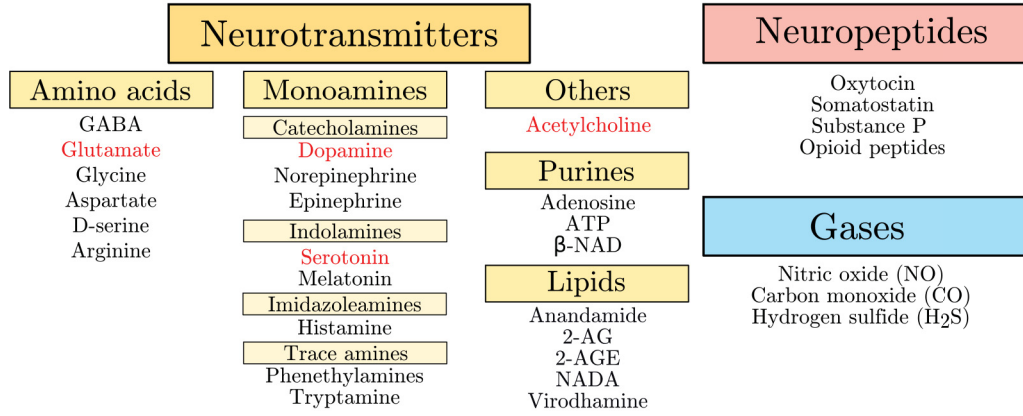 Neurotransmitters
Amino acids
GABA
Glutamate
Glycine
Aspartate
D-serine
Arginine
Monoamines
Catecholamines
Dopamine
Norepinephrine
Epinephrine
Indolamines
Serotonin
Melatonin
Imidazoleamines
Histamine
Trace amines
Phenethylamines
Tryptamine
Others
Acetylcholine
Purines
Adenosine
ATP
β-NAD
Lipids
Anandamide
2-AG
2-AGE
NADA
Virodhamine
Neuropeptides
Oxytocin
Somatostatin
Substance P
Opioid peptides
Gases
Nitric oxide (NO)
Carbon monoxide (CO)
Hydrogen sulfide (H₂S)